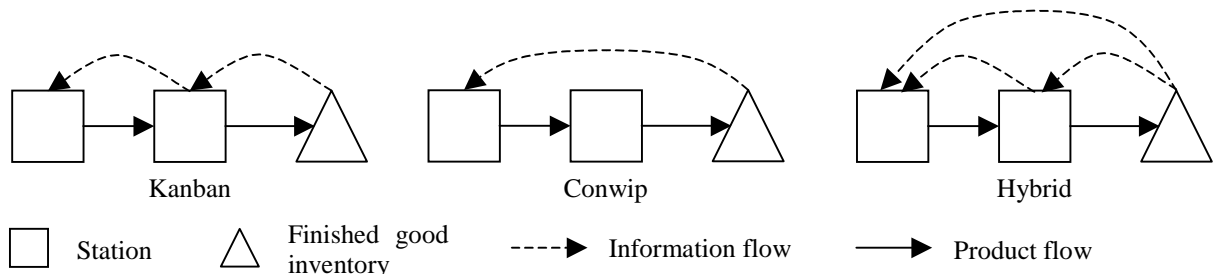 Kanban
Conwip
Hybrid
Station
Finished good
inventory
Information flow
Product flow